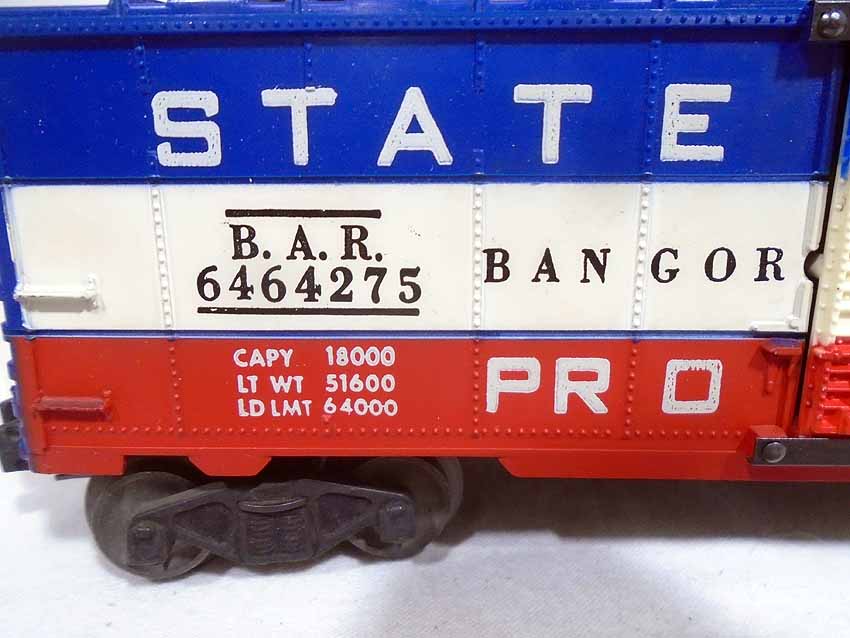 STATE
B. A. R.
6464275
BANGOR
CAPY 18000
LT WT 51600
LD LMT 64000
PRO